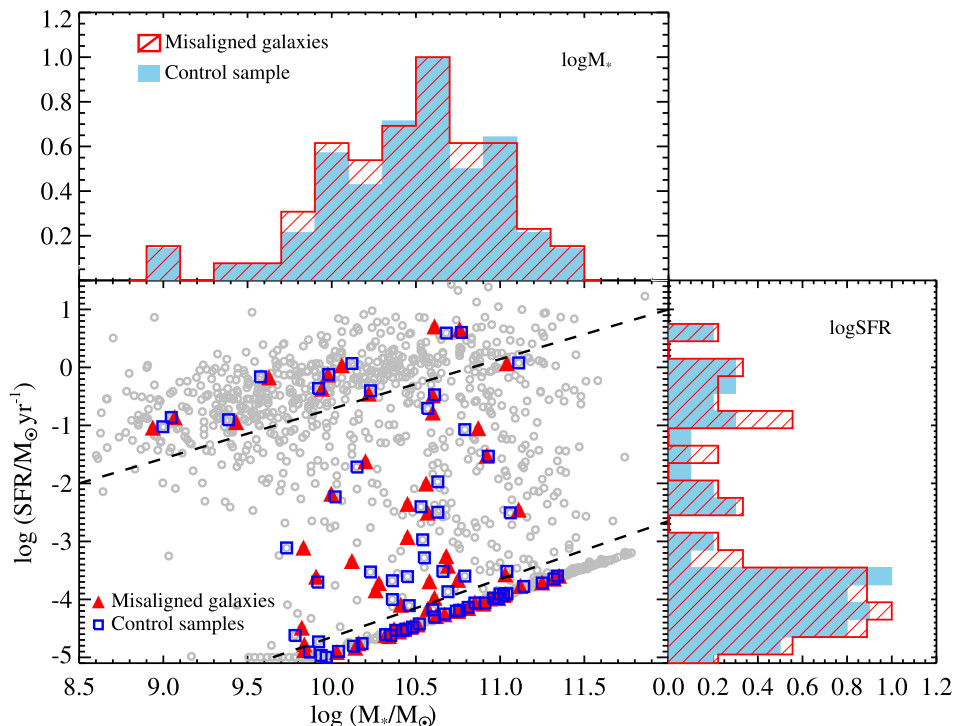 1.2
Misaligned galaxies
logM*
1.0
Control sample
0.8
0.6
0.4
0.2
log (SFR/M⊙yr-1)
1
logSFR
0
-1
-2
-3
-4
Misaligned galaxies
Control samples
-5
8.5 9.0 9.5 10.0 10.5 11.0 11.5
0.0 0.2 0.4 0.6 0.8 1.0 1.2
log (M*/M⊙)